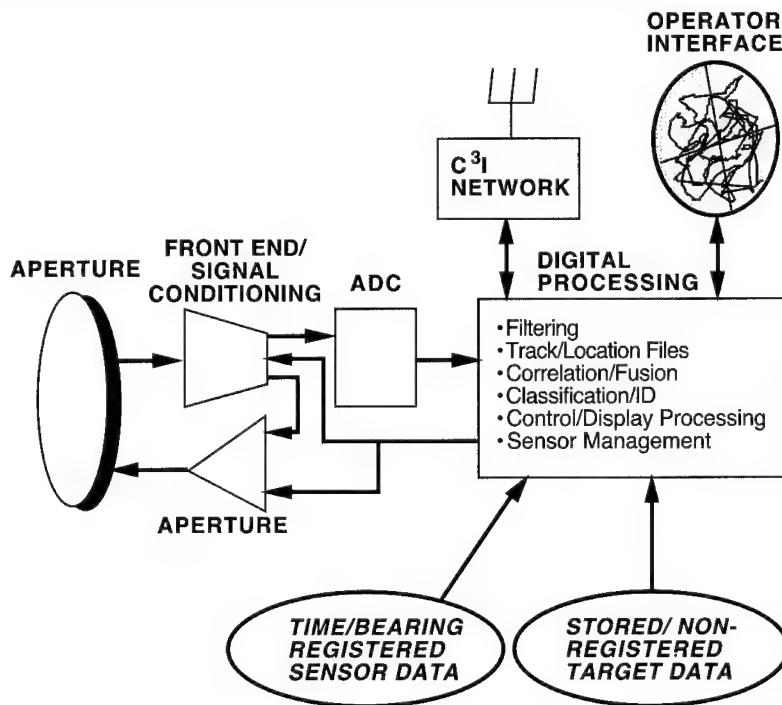 OPERATOR
INTERFACE
C³I
NETWORK
FRONT END/
SIGNAL
CONDITIONING
APERTURE
ADC
DIGITAL
PROCESSING
•Filtering
•Track/Location Files
•Correlation/Fusion
•Classification/ID
•Control/Display Processing
•Sensor Management
APERTURE
TIME/BEARING
REGISTERED
SENSOR DATA
STORED/ NON-
REGISTERED
TARGET DATA